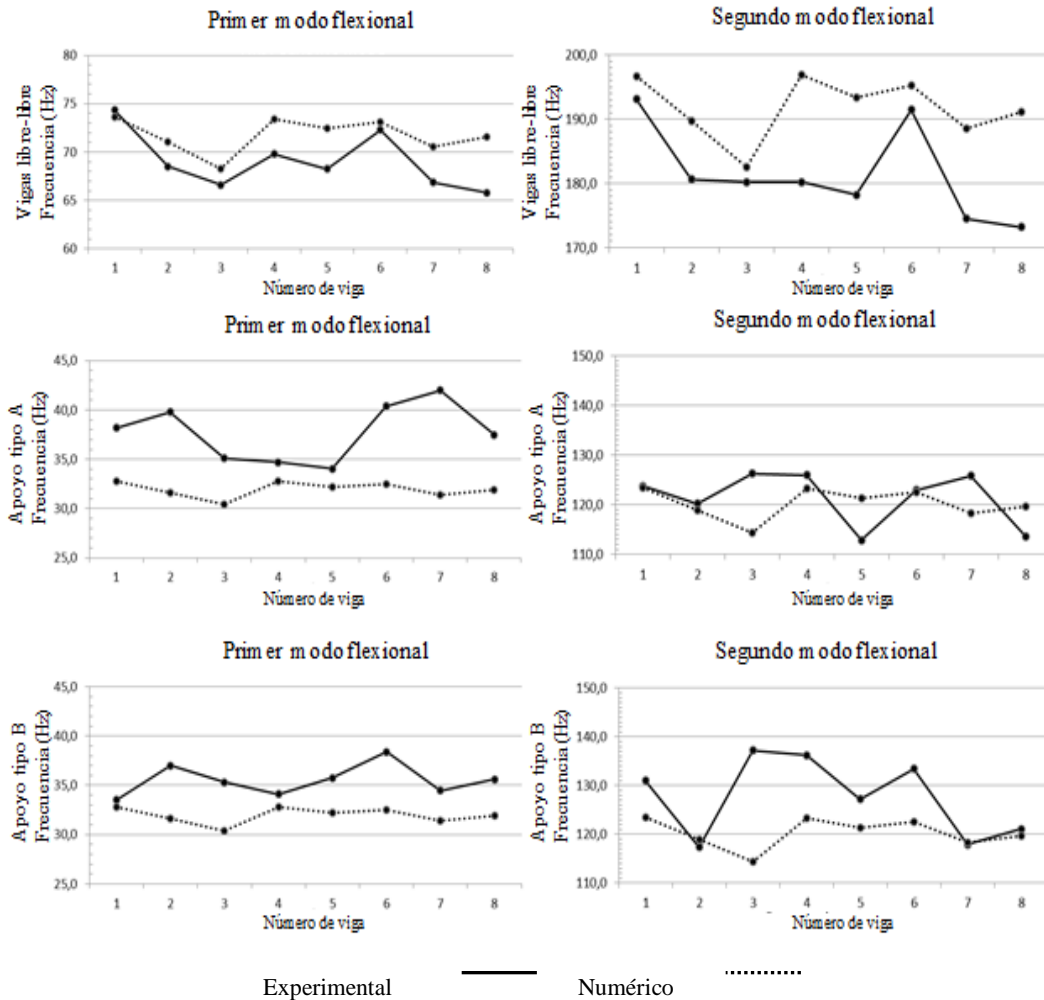 Primer modo flexional
Segundo modo flexional
Vigas libre-libre
Frecuencia (Hz)
80
75
70
65
60
1 2 3 4 5 6 7 8
Número de viga
Vigas libre-libre
Frecuencia (Hz)
200,0
190,0
180,0
170,0
1 2 3 4 5 6 7 8
Número de viga
Primer modo flexional
Segundo modo flexional
Apoyo tipo A
Frecuencia (Hz)
45,0
40,0
35,0
30,0
25,0
1 2 3 4 5 6 7 8
Número de viga
Apoyo tipo A
Frecuencia (Hz)
150,0
140,0
130,0
120,0
110,0
1 2 3 4 5 6 7 8
Número de viga
Primer modo flexional
Segundo modo flexional
Apoyo tipo B
Frecuencia (Hz)
45,0
40,0
35,0
30,0
25,0
1 2 3 4 5 6 7 8
Número de viga
Apoyo tipo B
Frecuencia (Hz)
150,0
140,0
130,0
120,0
110,0
1 2 3 4 5 6 7 8
Número de viga
Experimental Numérico